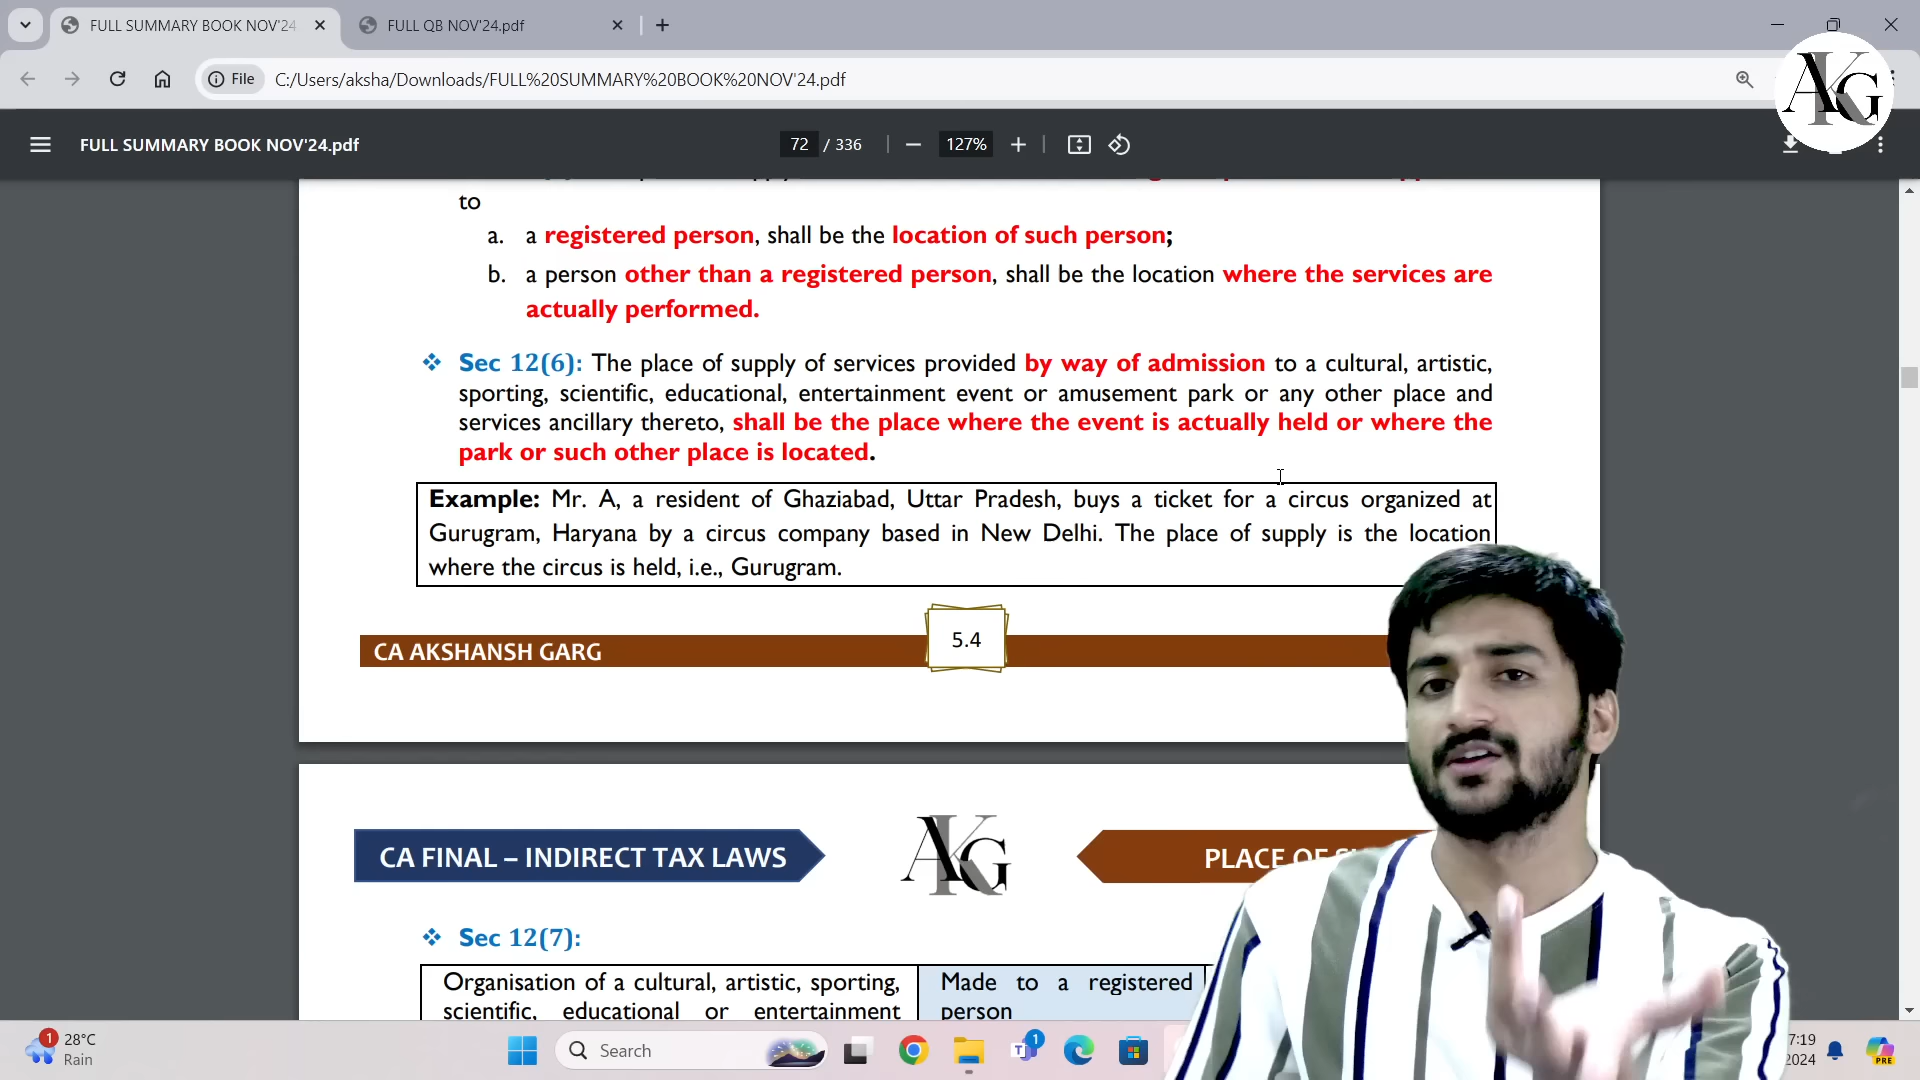 FULL SUMMARY BOOK NOV'24
FULL QB NOV'24.pdf
File
C:/Users/aksha/Downloads/FULL%20SUMMARY%20BOOK%20NOV'24.pdf
AKG
FULL SUMMARY BOOK NOV'24.pdf
72 / 336
127%
to
a. a registered person, shall be the location of such person;
b. a person other than a registered person, shall be the location where the services are
actually performed.
❖ Sec 12(6): The place of supply of services provided by way of admission to a cultural, artistic,
sporting, scientific, educational, entertainment event or amusement park or any other place and
services ancillary thereto, shall be the place where the event is actually held or where the
park or such other place is located.
Example: Mr. A, a resident of Ghaziabad, Uttar Pradesh, buys a ticket for a circus organized at
Gurugram, Haryana by a circus company based in New Delhi. The place of supply is the location
where the circus is held, i.e., Gurugram.
5.4
CA AKSHANSH GARG
CA FINAL – INDIRECT TAX LAWS
AKG
PLACE OF
❖ Sec 12(7):
Organisation of a cultural, artistic, sporting,
scientific, educational or entertainment
Made to a registered
person
1
28°C
Rain
Search
1
7:19
2024
PRE